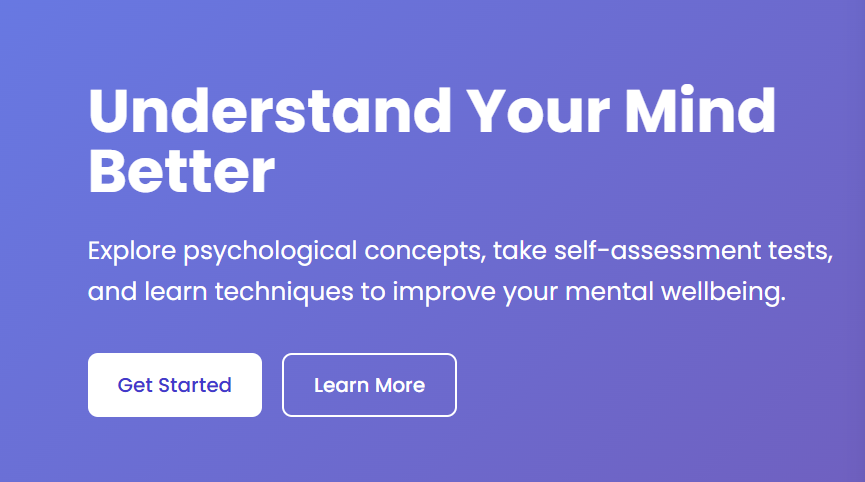 Understand Your Mind
Better
Explore psychological concepts, take self-assessment tests,
and learn techniques to improve your mental wellbeing.
Get Started
Learn More